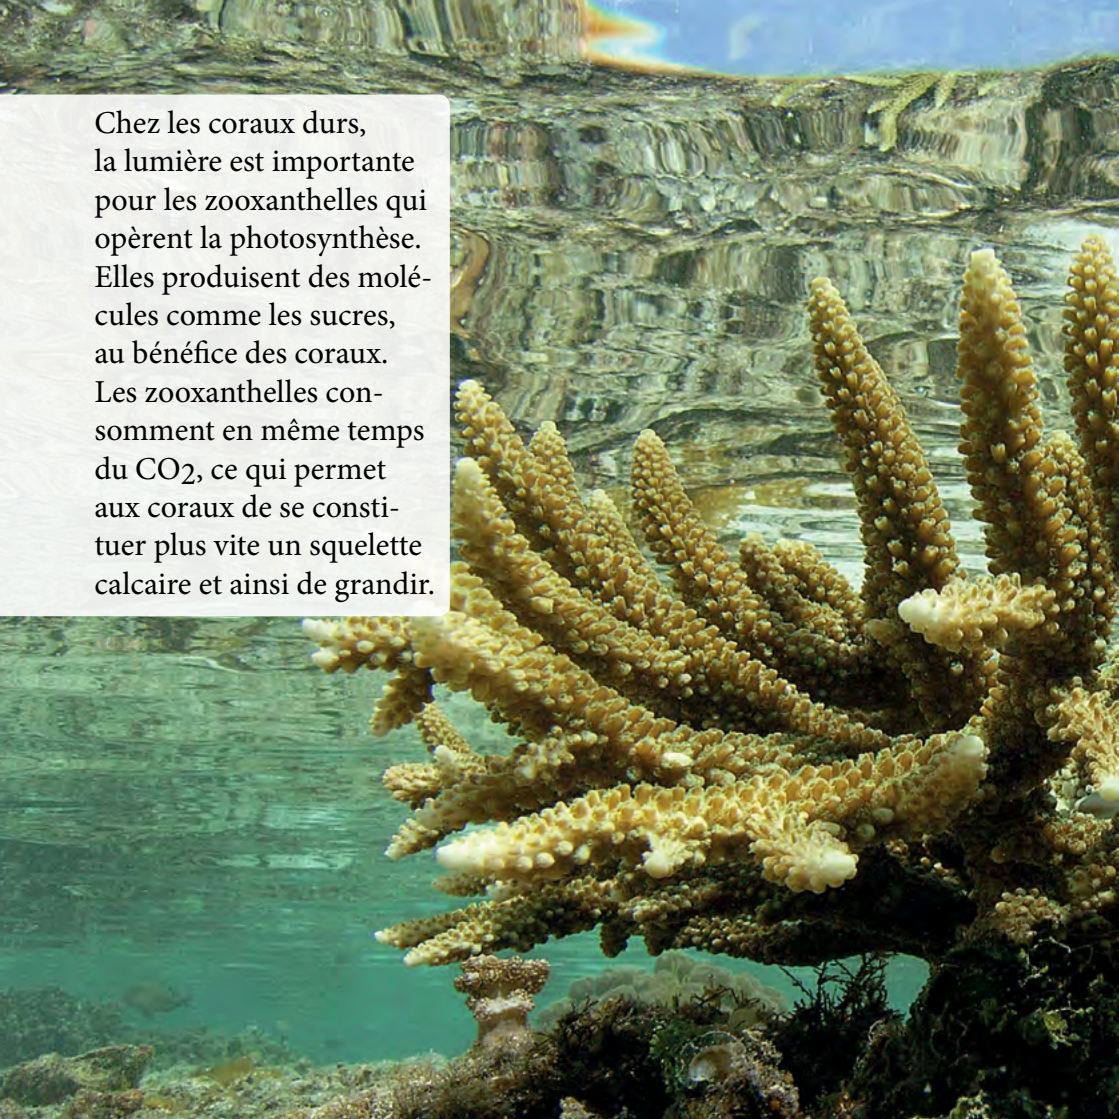 Chez les coraux durs,
la lumière est importante
pour les zooxanthelles qui
opèrent la photosynthèse.
Elles produisent des molé-
cules comme les sucres,
au bénéfice des coraux.
Les zooxanthelles con-
somment en même temps
du CO2, ce qui permet
aux coraux de se consti-
tuer plus vite un squelette
calcaire et ainsi de grandir.